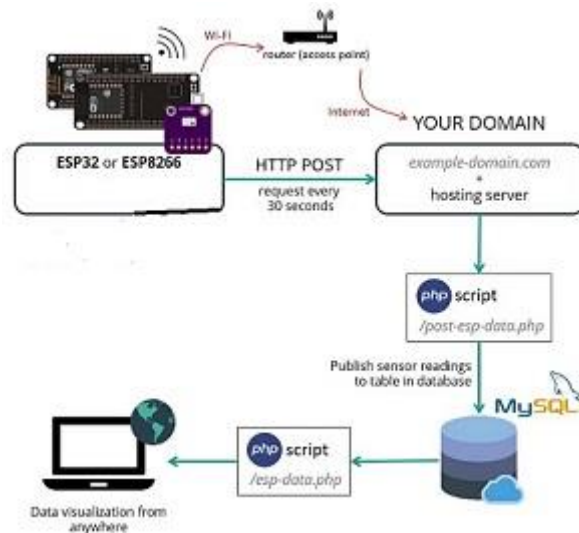 Wi-Fi
router (access point)
Internet
YOUR DOMAIN
ESP32 or ESP8266
HTTP POST
request every
30 seconds
example-domain.com
+
hosting server
php script
/post-esp-data.php
Publish sensor readings
to table in database
MySQL
php script
/esp-data.php
Data visualization from
anywhere